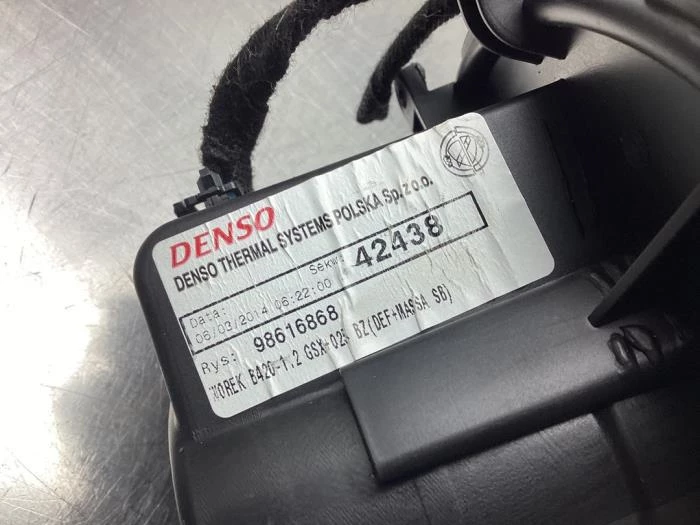 DENSO
DENSO THERMAL SYSTEMS POLSKA Sp. z o.o.
Data: Sekw:
06/03/2014 06:22:00 42438
Rys: 98616868
WOREK B420-1,2 GSX+02F BZ(DEF+MASSA SB)